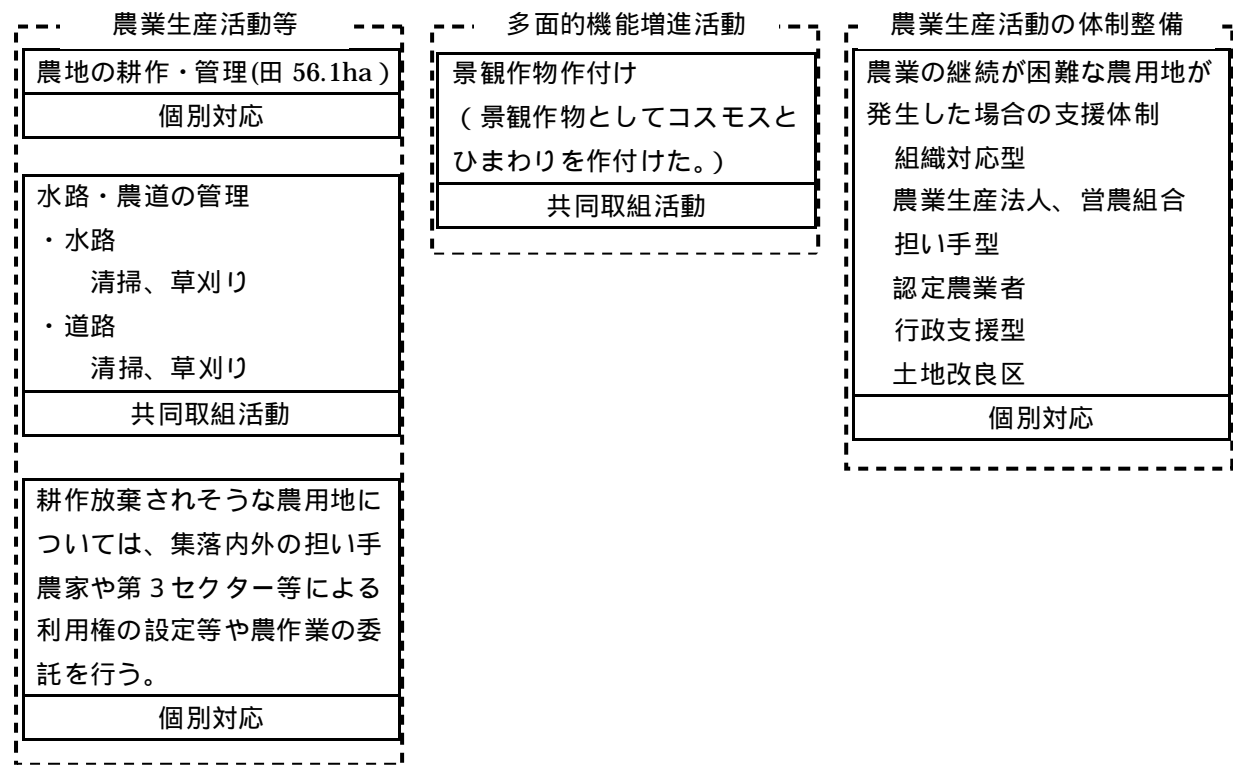 農業生産活動等
農地の耕作・管理(田 56.1ha）
個別対応
水路・農道の管理
・水路
清掃、草刈り
・道路
清掃、草刈り
共同取組活動
耕作放棄されそうな農用地に
ついては、集落内外の担い手
農家や第３セクター等による
利用権の設定等や農作業の委
託を行う。
個別対応
多面的機能増進活動
景観作物作付け
（景観作物としてコスモスと
ひまわりを作付けた。）
共同取組活動
農業生産活動の体制整備
農業の継続が困難な農用地が
発生した場合の支援体制
組織対応型
農業生産法人、営農組合
担い手型
認定農業者
行政支援型
土地改良区
個別対応